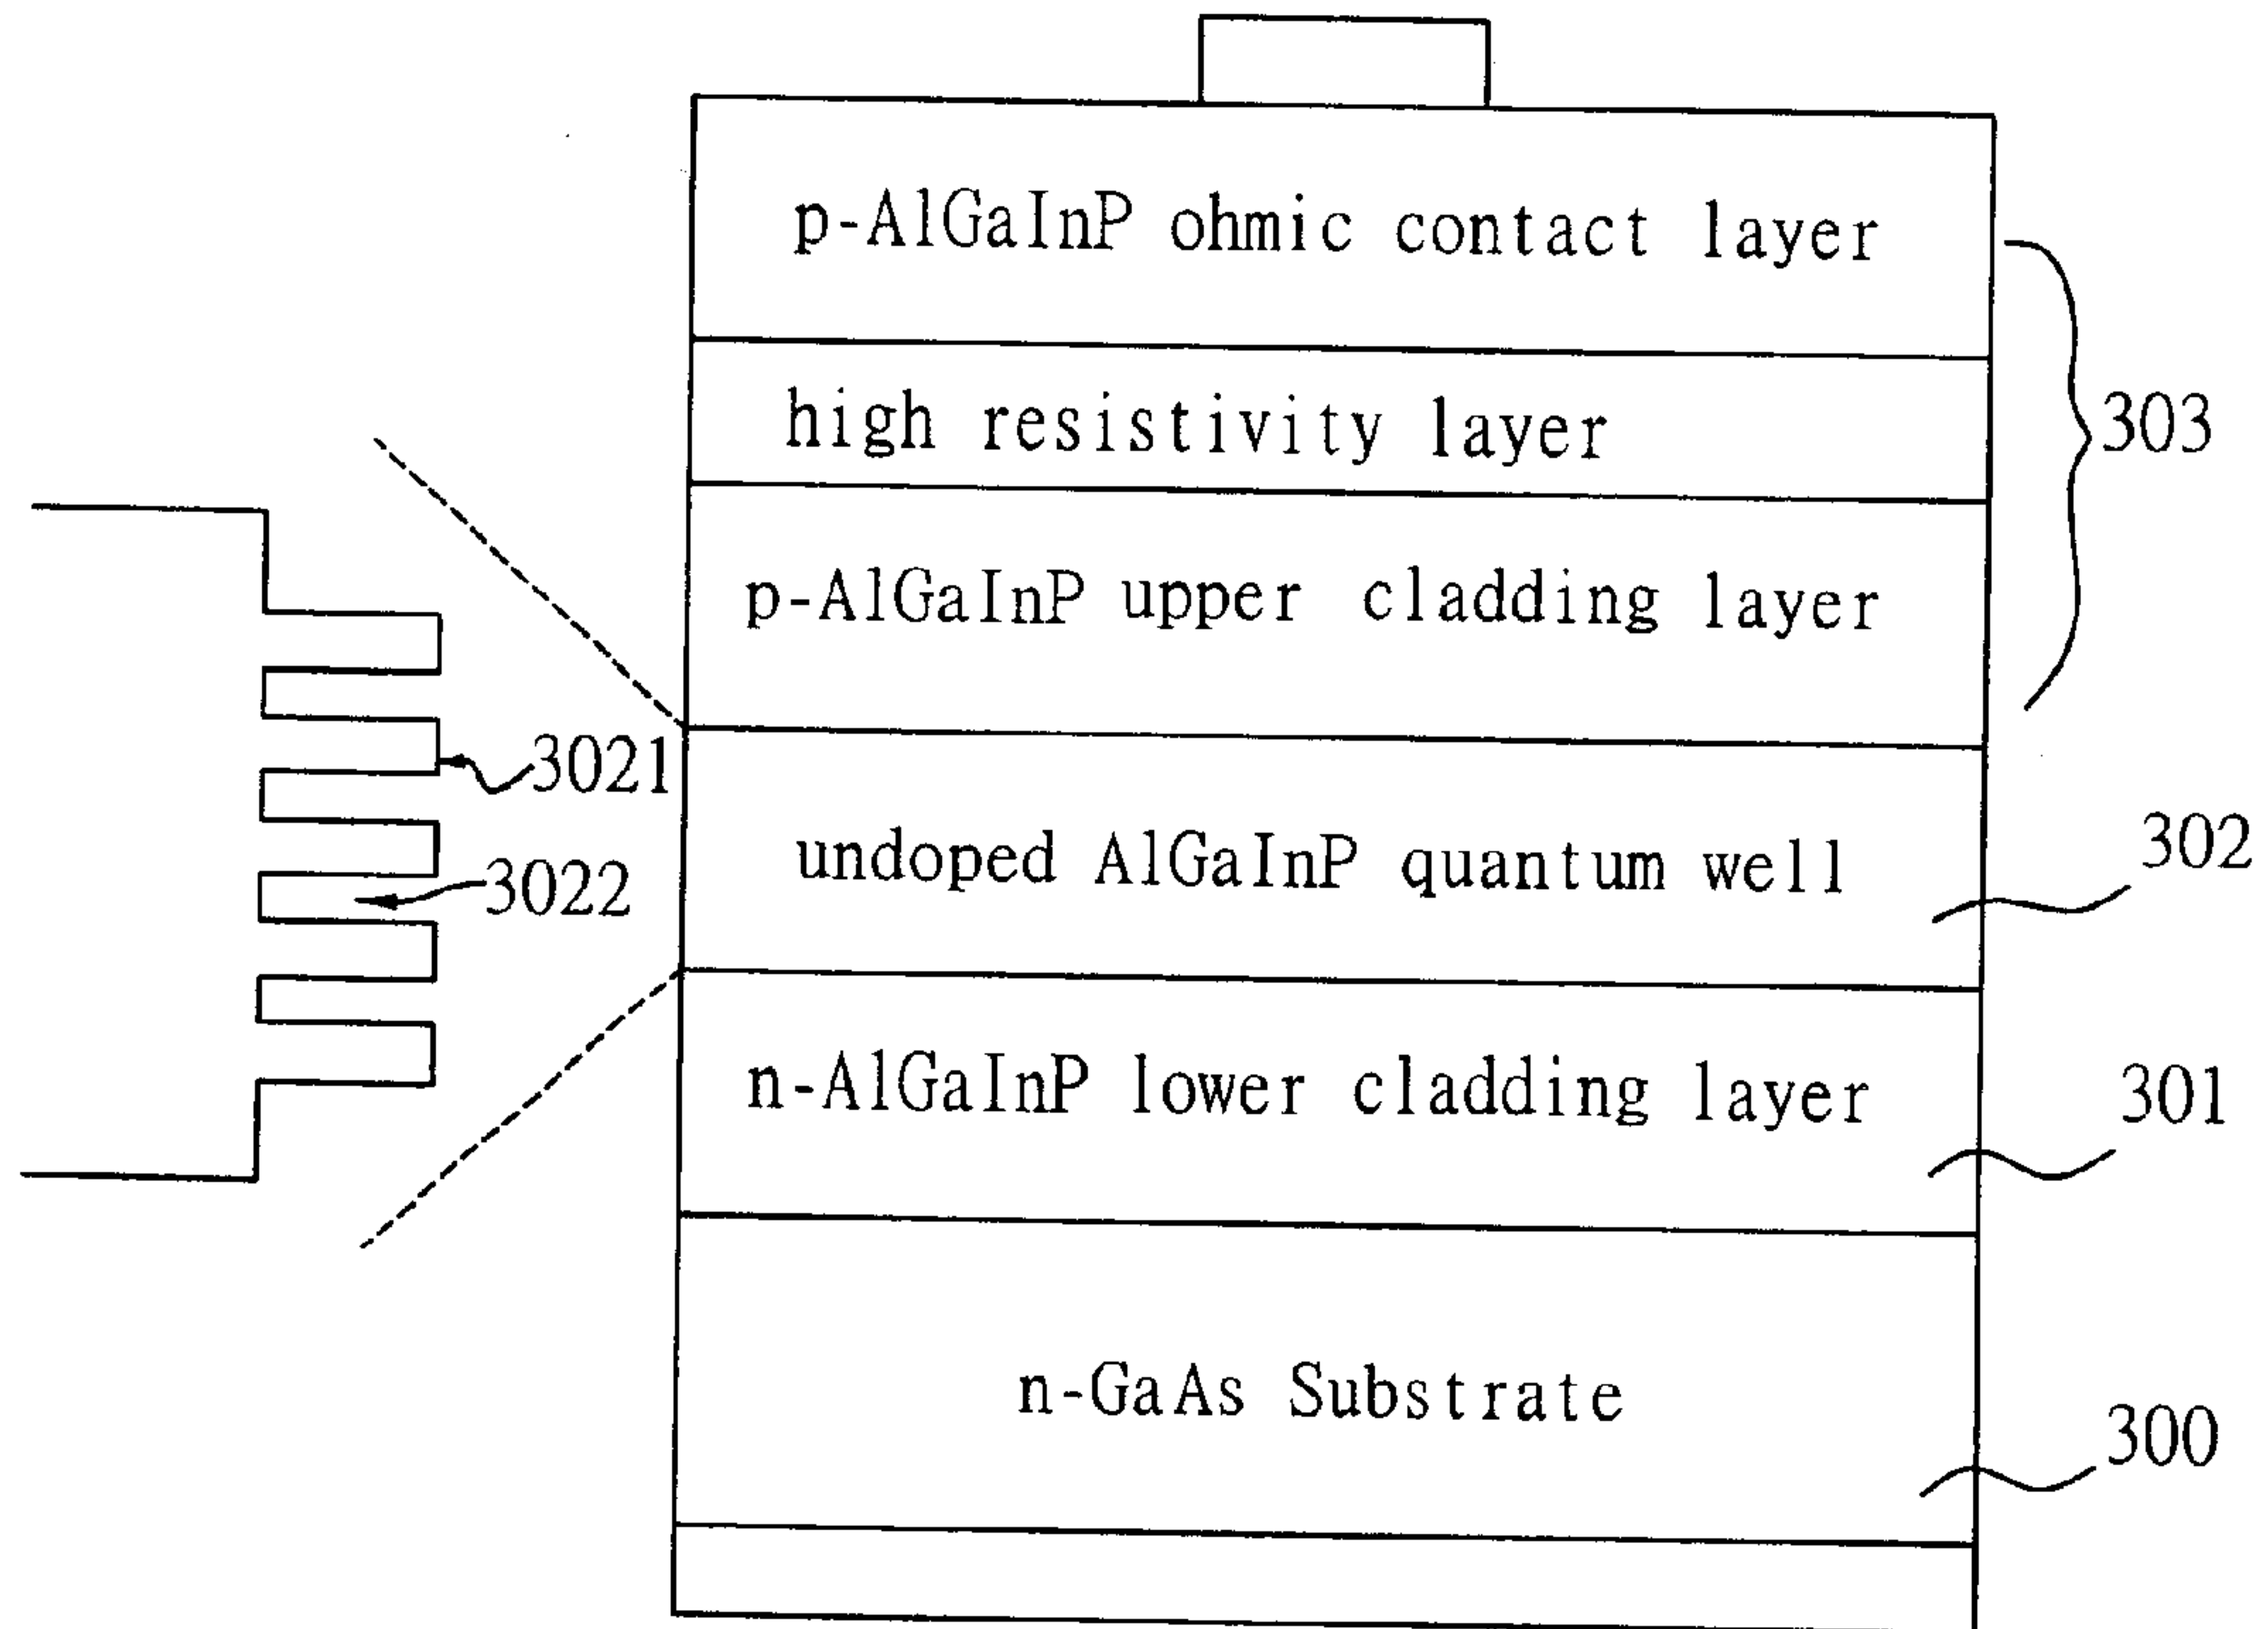 p-AlGaInP ohmic contact layer
high resistivity layer
303
p-AlGaInP upper cladding layer
3021
undoped AlGaInP quantum well
302
3022
n-AlGaInP lower cladding layer
301
n-GaAs Substrate
300